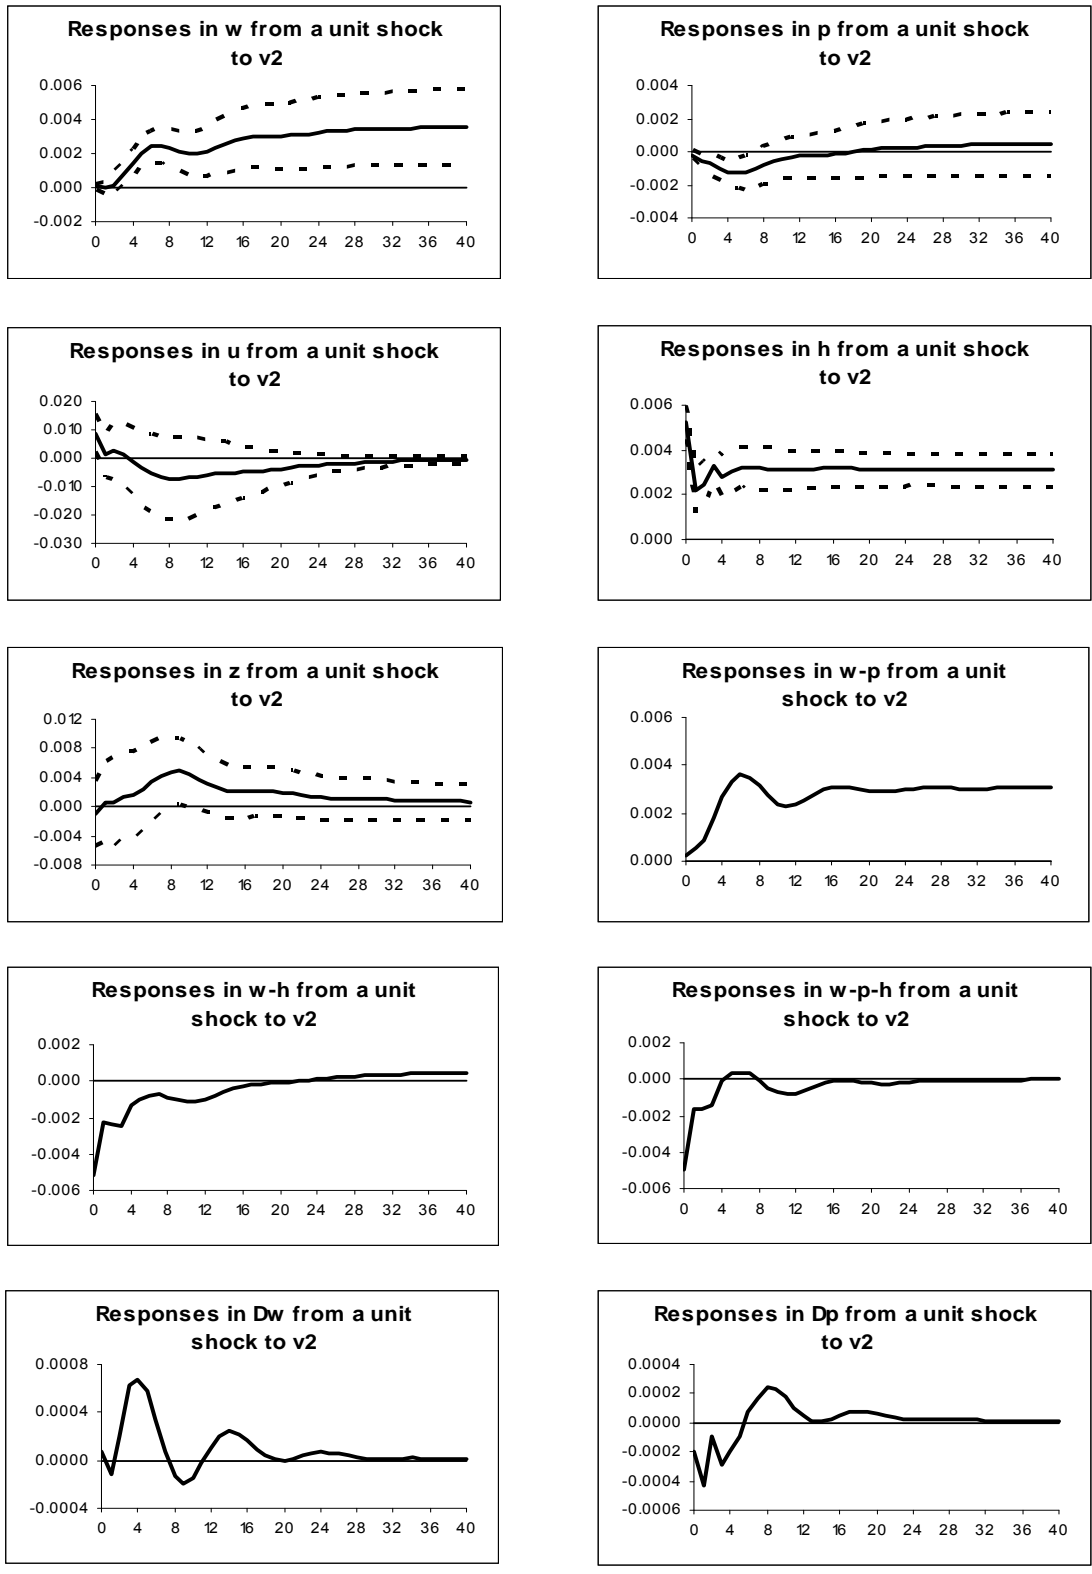 Responses in w from a unit shock
to v2
0.006
0.004
0.002
0.000
-0.002
0 4 8 12 16 20 24 28 32 36 40
Responses in p from a unit shock
to v2
0.004
0.002
0.000
-0.002
-0.004
0 4 8 12 16 20 24 28 32 36 40
Responses in u from a unit shock
to v2
0.020
0.010
0.000
-0.010
-0.020
-0.030
0 4 8 12 16 20 24 28 32 36 40
Responses in h from a unit shock
to v2
0.006
0.004
0.002
0.000
0 4 8 12 16 20 24 28 32 36 40
Responses in z from a unit shock
to v2
0.012
0.008
0.004
0.000
-0.004
-0.008
0 4 8 12 16 20 24 28 32 36 40
Responses in w-p from a unit
shock to v2
0.006
0.004
0.002
0.000
0 4 8 12 16 20 24 28 32 36 40
Responses in w-h from a unit
shock to v2
0.002
0.000
-0.002
-0.004
-0.006
0 4 8 12 16 20 24 28 32 36 40
Responses in w-p-h from a unit
shock to v2
0.002
0.000
-0.002
-0.004
-0.006
0 4 8 12 16 20 24 28 32 36 40
Responses in Dw from a unit
shock to v2
0.0008
0.0004
0.0000
-0.0004
0 4 8 12 16 20 24 28 32 36 40
Responses in Dp from a unit shock
to v2
0.0004
0.0002
0.0000
-0.0002
-0.0004
-0.0006
0 4 8 12 16 20 24 28 32 36 40